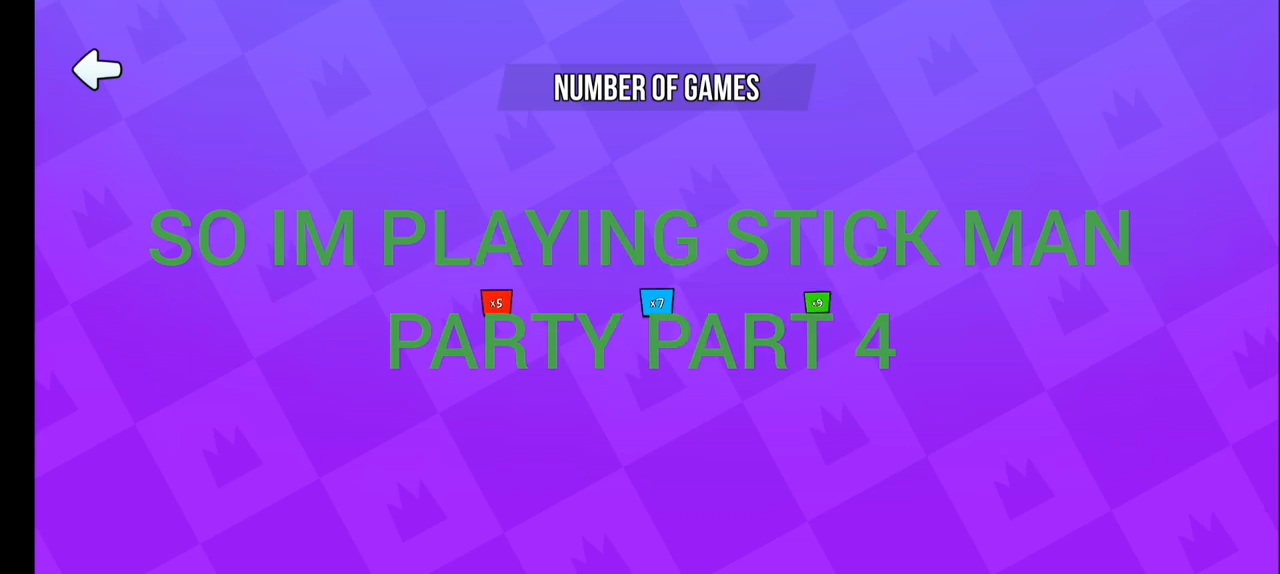 NUMBER OF GAMES
SO IM PLAYING STICK MAN
x5 x7 x9
PARTY PART 4